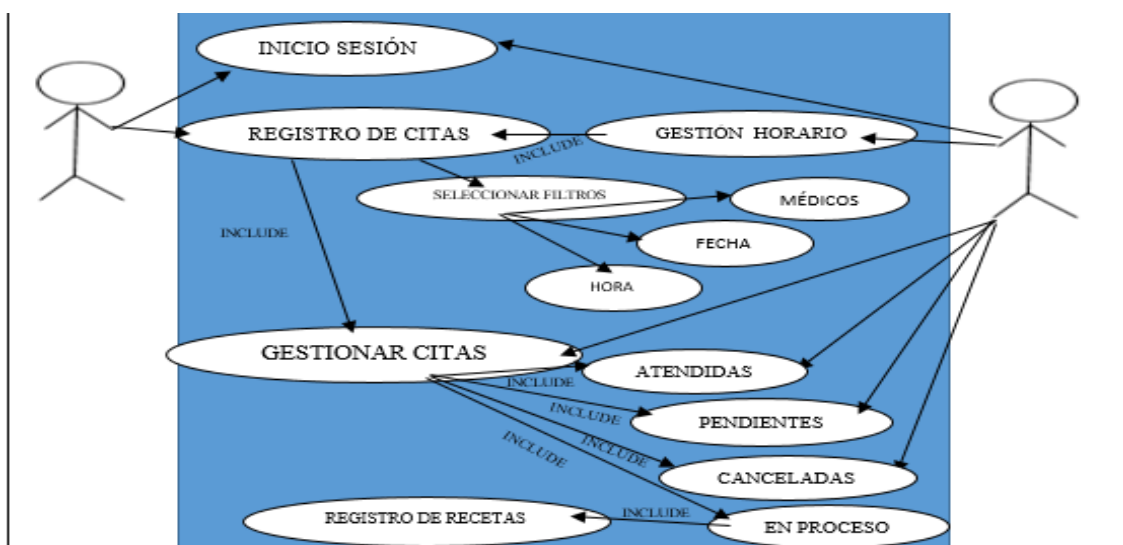 INICIO SESIÓN
REGISTRO DE CITAS
GESTIÓN HORARIO
INCLUDE
SELECCIONAR FILTROS
MÉDICOS
INCLUDE
FECHA
HORA
GESTIONAR CITAS
ATENDIDAS
INCLUDE
INCLUDE
PENDIENTES
INCLUDE
INCLUDE
CANCELADAS
REGISTRO DE RECETAS
INCLUDE
EN PROCESO